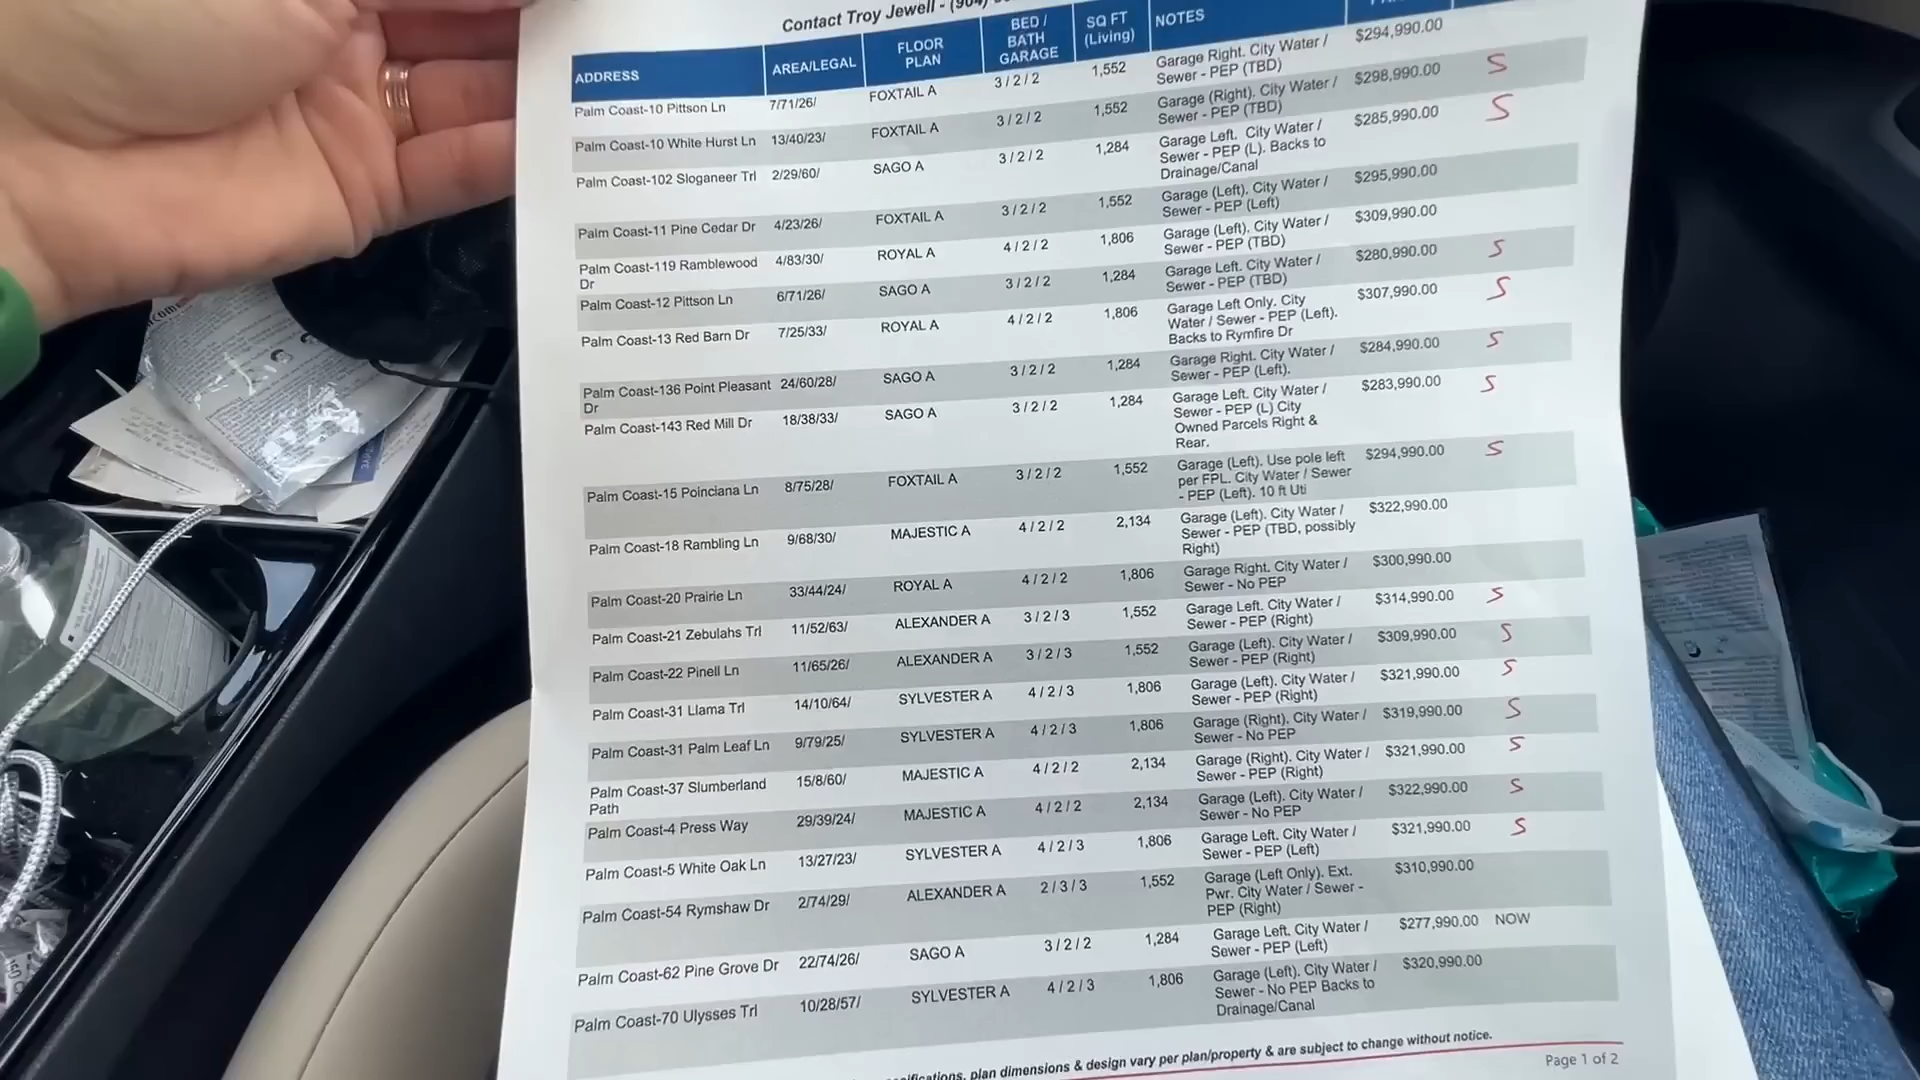 Contact Troy Jewell - (904)
ADDRESS AREA/LEGAL FLOOR PLAN BED / BATH GARAGE SQ FT (Living) NOTES
Palm Coast-10 Pittson Ln 7/71/26/ FOXTAIL A 3 / 2 / 2 1,552 Garage Right. City Water / Sewer - PEP (TBD) $294,990.00
Palm Coast-10 White Hurst Ln 13/40/23/ FOXTAIL A 3 / 2 / 2 1,552 Garage (Right). City Water / Sewer - PEP (TBD) $298,990.00 S
Palm Coast-102 Sloganeer Trl 2/29/60/ SAGO A 3 / 2 / 2 1,284 Garage Left. City Water / Sewer - PEP (L). Backs to Drainage/Canal $285,990.00 S
Palm Coast-11 Pine Cedar Dr 4/23/26/ FOXTAIL A 3 / 2 / 2 1,552 Garage (Left). City Water / Sewer - PEP (Left) $295,990.00
Palm Coast-119 Ramblewood Dr 4/83/30/ ROYAL A 4 / 2 / 2 1,806 Garage (Left). City Water / Sewer - PEP (TBD) $309,990.00
Palm Coast-12 Pittson Ln 6/71/26/ SAGO A 3 / 2 / 2 1,284 Garage Left. City Water / Sewer - PEP (TBD) $280,990.00 S
Palm Coast-13 Red Barn Dr 7/25/33/ ROYAL A 4 / 2 / 2 1,806 Garage Left Only. City Water / Sewer - PEP (Left). Backs to Rymfire Dr $307,990.00 S
Palm Coast-136 Point Pleasant Dr 24/60/28/ SAGO A 3 / 2 / 2 1,284 Garage Right. City Water / Sewer - PEP (Left). $284,990.00 S
Palm Coast-143 Red Mill Dr 18/38/33/ SAGO A 3 / 2 / 2 1,284 Garage Left. City Water / Sewer - PEP (L) City Owned Parcels Right & Rear. $283,990.00 S
Palm Coast-15 Poinciana Ln 8/75/28/ FOXTAIL A 3 / 2 / 2 1,552 Garage (Left). Use pole left per FPL. City Water / Sewer - PEP (Left). 10 ft Uti $294,990.00 S
Palm Coast-18 Rambling Ln 9/68/30/ MAJESTIC A 4 / 2 / 2 2,134 Garage (Left). City Water / Sewer - PEP (TBD, possibly Right) $322,990.00
Palm Coast-20 Prairie Ln 33/44/24/ ROYAL A 4 / 2 / 2 1,806 Garage Right. City Water / Sewer - No PEP $300,990.00
Palm Coast-21 Zebulahs Trl 11/52/63/ ALEXANDER A 3 / 2 / 3 1,552 Garage Left. City Water / Sewer - PEP (Right) $314,990.00 S
Palm Coast-22 Pinell Ln 11/65/26/ ALEXANDER A 3 / 2 / 3 1,552 Garage (Left). City Water / Sewer - PEP (Right) $309,990.00 S
Palm Coast-31 Llama Trl 14/10/64/ SYLVESTER A 4 / 2 / 3 1,806 Garage (Left). City Water / Sewer - PEP (Right) $321,990.00 S
Palm Coast-31 Palm Leaf Ln 9/79/25/ SYLVESTER A 4 / 2 / 3 1,806 Garage (Right). City Water / Sewer - No PEP $319,990.00 S
Palm Coast-37 Slumberland Path 15/8/60/ MAJESTIC A 4 / 2 / 2 2,134 Garage (Right). City Water / Sewer - PEP (Right) $321,990.00 S
Palm Coast-4 Press Way 29/39/24/ MAJESTIC A 4 / 2 / 2 2,134 Garage (Left). City Water / Sewer - No PEP $322,990.00 S
Palm Coast-5 White Oak Ln 13/27/23/ SYLVESTER A 4 / 2 / 3 1,806 Garage Left. City Water / Sewer - PEP (Left) $321,990.00 S
Palm Coast-54 Rymshaw Dr 2/74/29/ ALEXANDER A 2 / 3 / 3 1,552 Garage (Left Only). Ext. Pwr. City Water / Sewer - PEP (Right) $310,990.00
Palm Coast-62 Pine Grove Dr 22/74/26/ SAGO A 3 / 2 / 2 1,284 Garage Left. City Water / Sewer - PEP (Left) $277,990.00 NOW
Palm Coast-70 Ulysses Trl 10/28/57/ SYLVESTER A 4 / 2 / 3 1,806 Garage (Left). City Water / Sewer - No PEP Backs to Drainage/Canal $320,990.00
plan dimensions & design vary per plan/property & are subject to change without notice.
Page 1 of 2